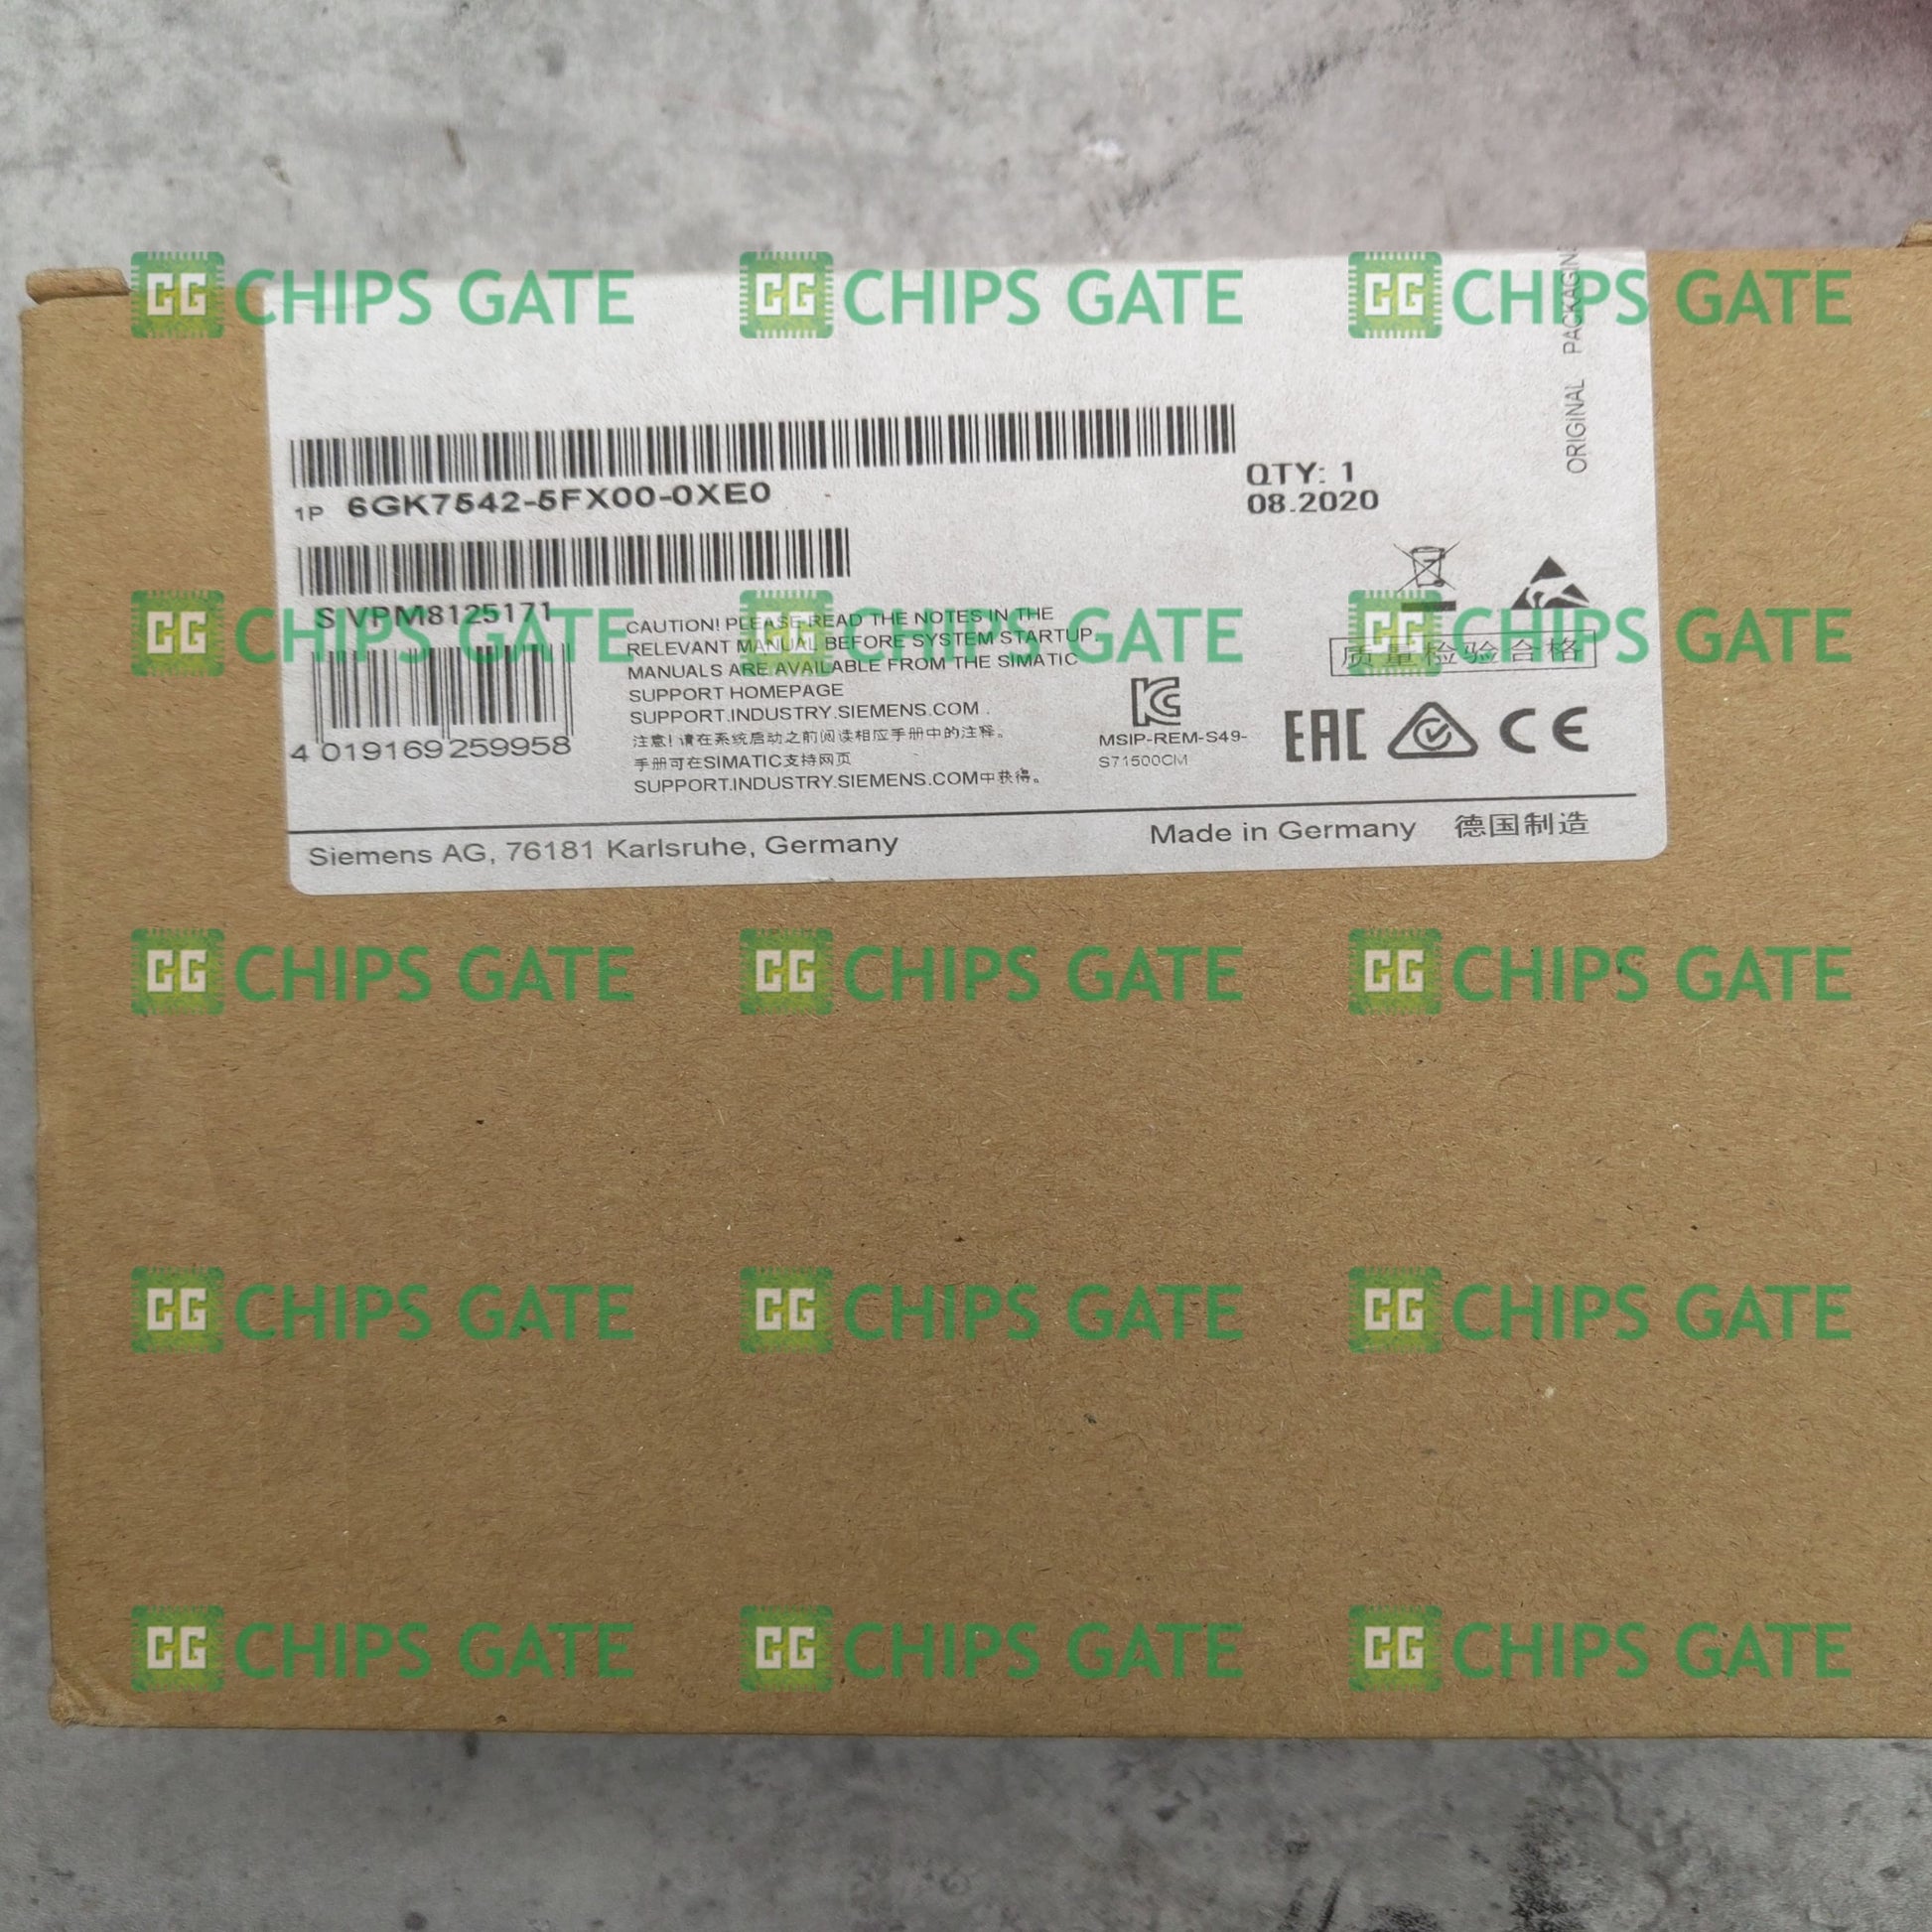 CG CHIPS GATE CG CHIPS GATE CG CHIPS GATE
ORIGINAL PACKAGING
1P 6GK7542-5FX00-0XE0
QTY: 1
08.2020
S VPM8125171
4 019169 259958
CAUTION! PLEASE READ THE NOTES IN THE
RELEVANT MANUAL BEFORE SYSTEM STARTUP.
MANUALS ARE AVAILABLE FROM THE SIMATIC
SUPPORT HOMEPAGE
SUPPORT.INDUSTRY.SIEMENS.COM.
注意!请在系统启动之前阅读相应手册中的注释。
手册可在SIMATIC支持网页
SUPPORT.INDUSTRY.SIEMENS.COM中获得。
CG CHIPS GATE CG CHIPS GATE CG CHIPS GATE
质量检验合格
MSIP-REM-S49-
S71500CM
EAC CE
Siemens AG, 76181 Karlsruhe, Germany
Made in Germany 德国制造
CG CHIPS GATE CG CHIPS GATE CG CHIPS GATE
CG CHIPS GATE CG CHIPS GATE CG CHIPS GATE
CG CHIPS GATE CG CHIPS GATE CG CHIPS GATE